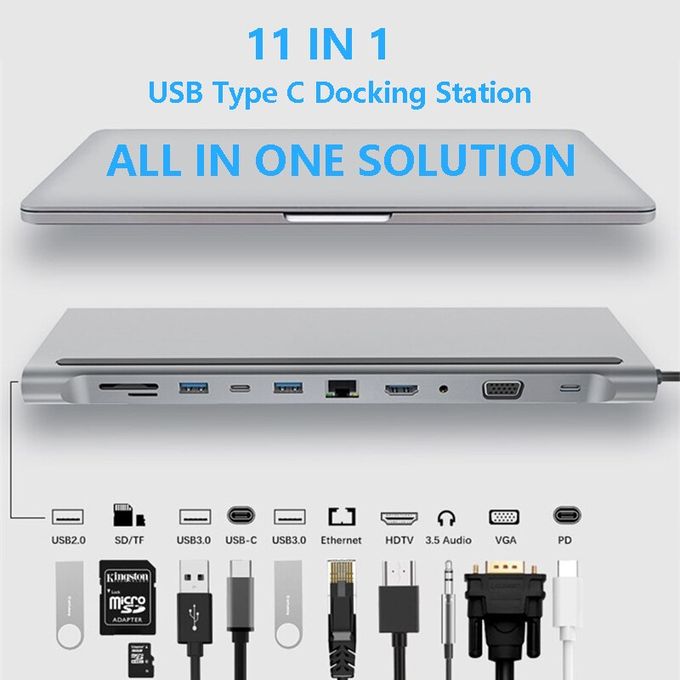 11 IN 1
USB Type C Docking Station
ALL IN ONE SOLUTION
USB2.0 SD/TF USB3.0 USB-C USB3.0 Ethernet HDTV 3.5 Audio VGA PD
Kingston
Micro
SD
ADAPTER